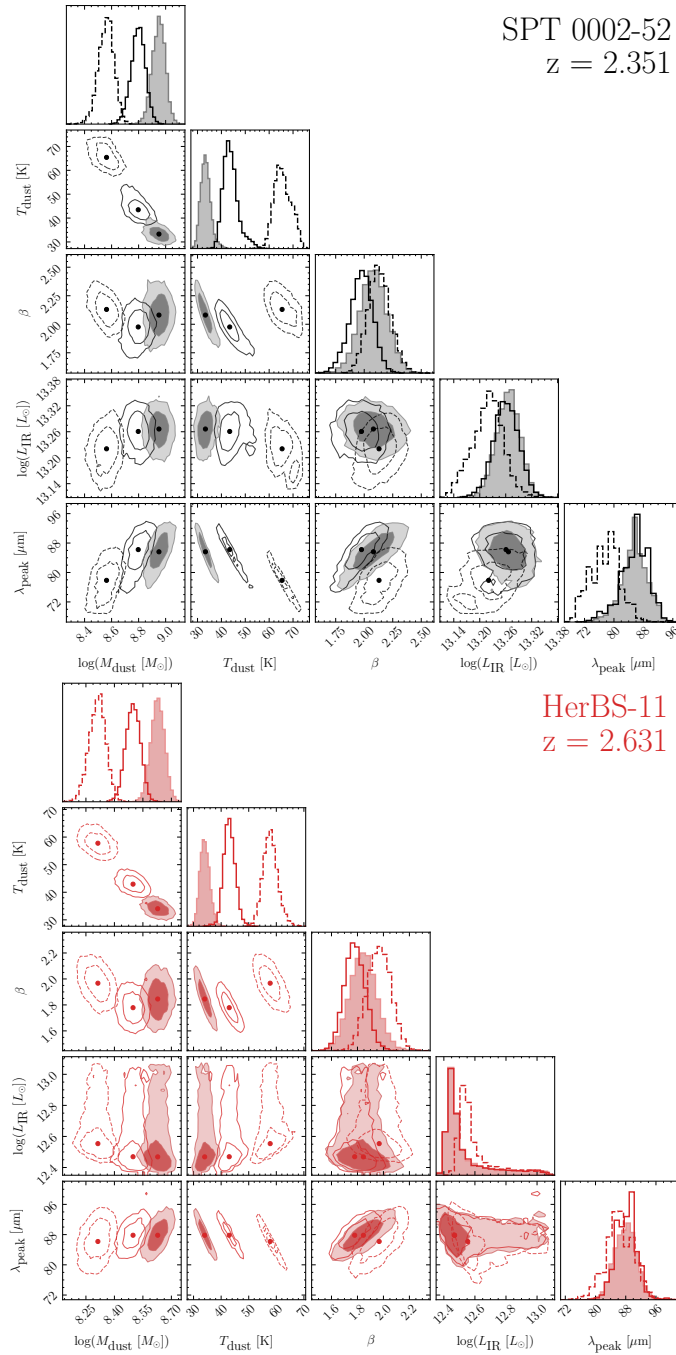 SPT 0002-52
z = 2.351
T_dust [K]
70
60
50
40
30
β
2.50
2.25
2.00
1.75
log(L_IR [L_⊙])
13.38
13.32
13.26
13.20
13.14
λ_peak [μm]
96
88
80
72
8.4 8.6 8.8 9.0
30 40 50 60 70
1.75 2.00 2.25 2.50
13.14 13.20 13.26 13.32 13.38
72 80 88 96
log(M_dust [M_⊙]) T_dust [K] β log(L_IR [L_⊙]) λ_peak [μm]
HerBS-11
z = 2.631
T_dust [K]
70
60
50
40
30
β
2.2
2.0
1.8
1.6
log(L_IR [L_⊙])
13.0
12.8
12.6
12.4
λ_peak [μm]
96
88
80
72
8.25 8.40 8.55 8.70
30 40 50 60 70
1.6 1.8 2.0 2.2
12.4 12.6 12.8 13.0
72 80 88 96
log(M_dust [M_⊙]) T_dust [K] β log(L_IR [L_⊙]) λ_peak [μm]